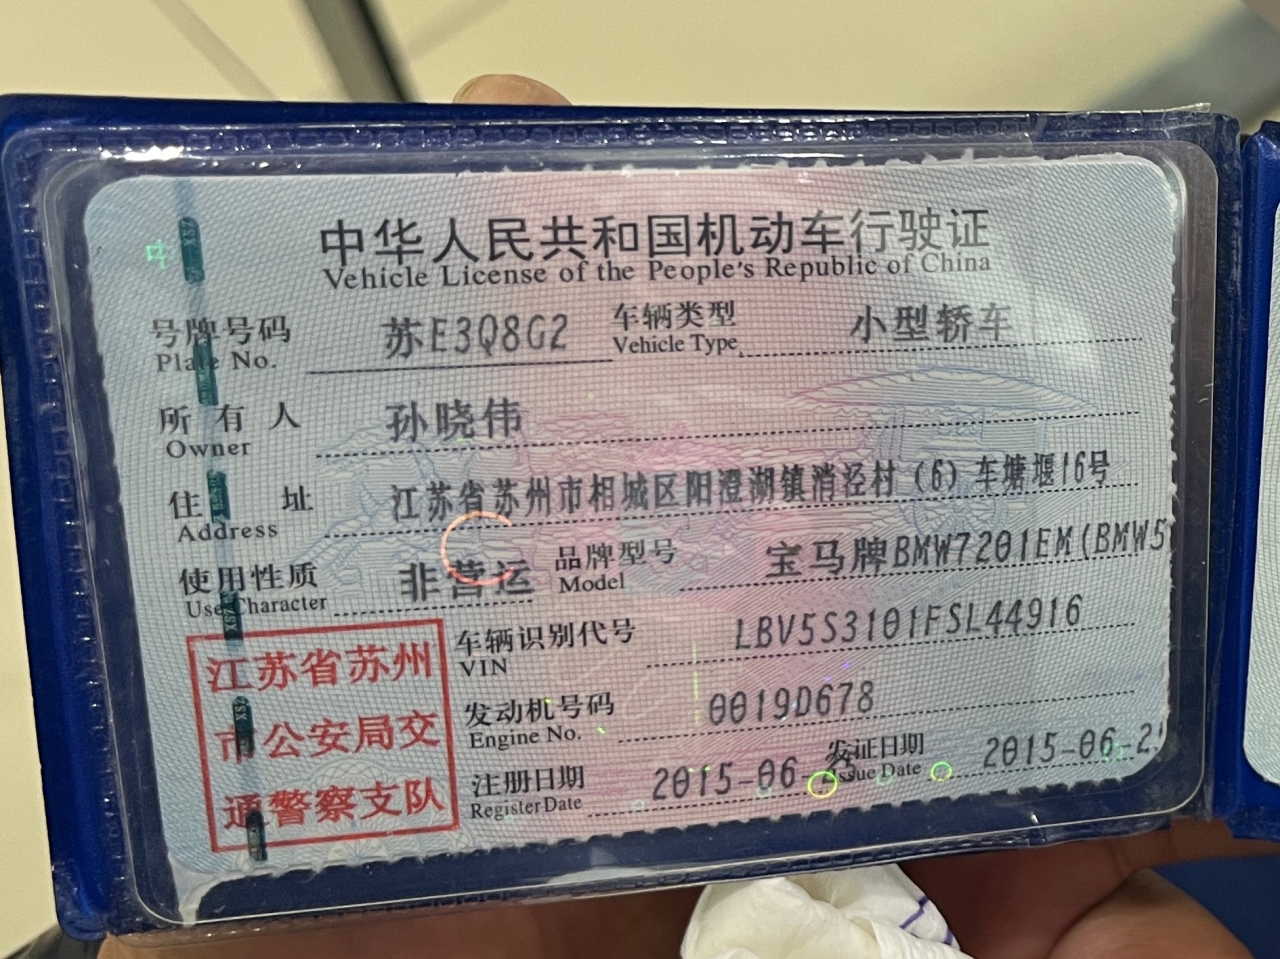 中华人民共和国机动车行驶证
Vehicle License of the People's Republic of China
号牌号码 苏E3Q8G2 车辆类型 小型轿车
Plate No. Vehicle Type
所有人 孙晓伟
Owner
住址 江苏省苏州市相城区阳澄湖镇消泾村(6)车塘堰16号
Address
使用性质 非营运 品牌型号 宝马牌BMW7201EM(BMW5
Use Character Model
江苏省苏州
市公安局交
通警察支队
车辆识别代号 LBV5S3101FSL44916
VIN
发动机号码 0019D678
Engine No.
注册日期 2015-06 发证日期 2015-06-2
Register Date Issue Date